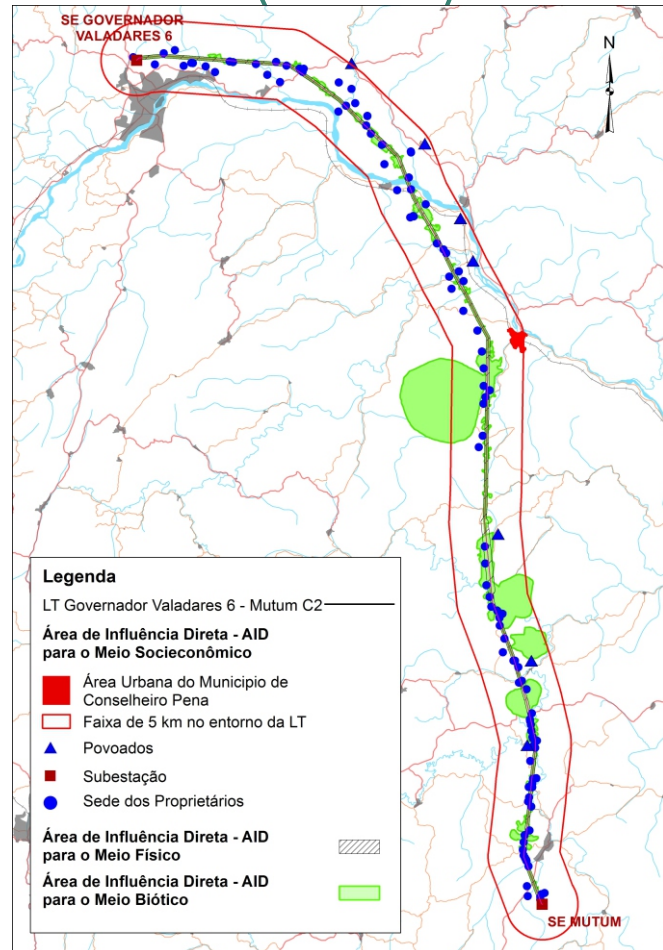 SE GOVERNADOR
VALADARES 6
N
Legenda
LT Governador Valadares 6 - Mutum C2
Área de Influência Direta - AID
para o Meio Socieconômico
Área Urbana do Municipio de
Conselheiro Pena
Faixa de 5 km no entorno da LT
Povoados
Subestação
Sede dos Proprietários
Área de Influência Direta - AID
para o Meio Físico
Área de Influência Direta - AID
para o Meio Biótico
SE MUTUM